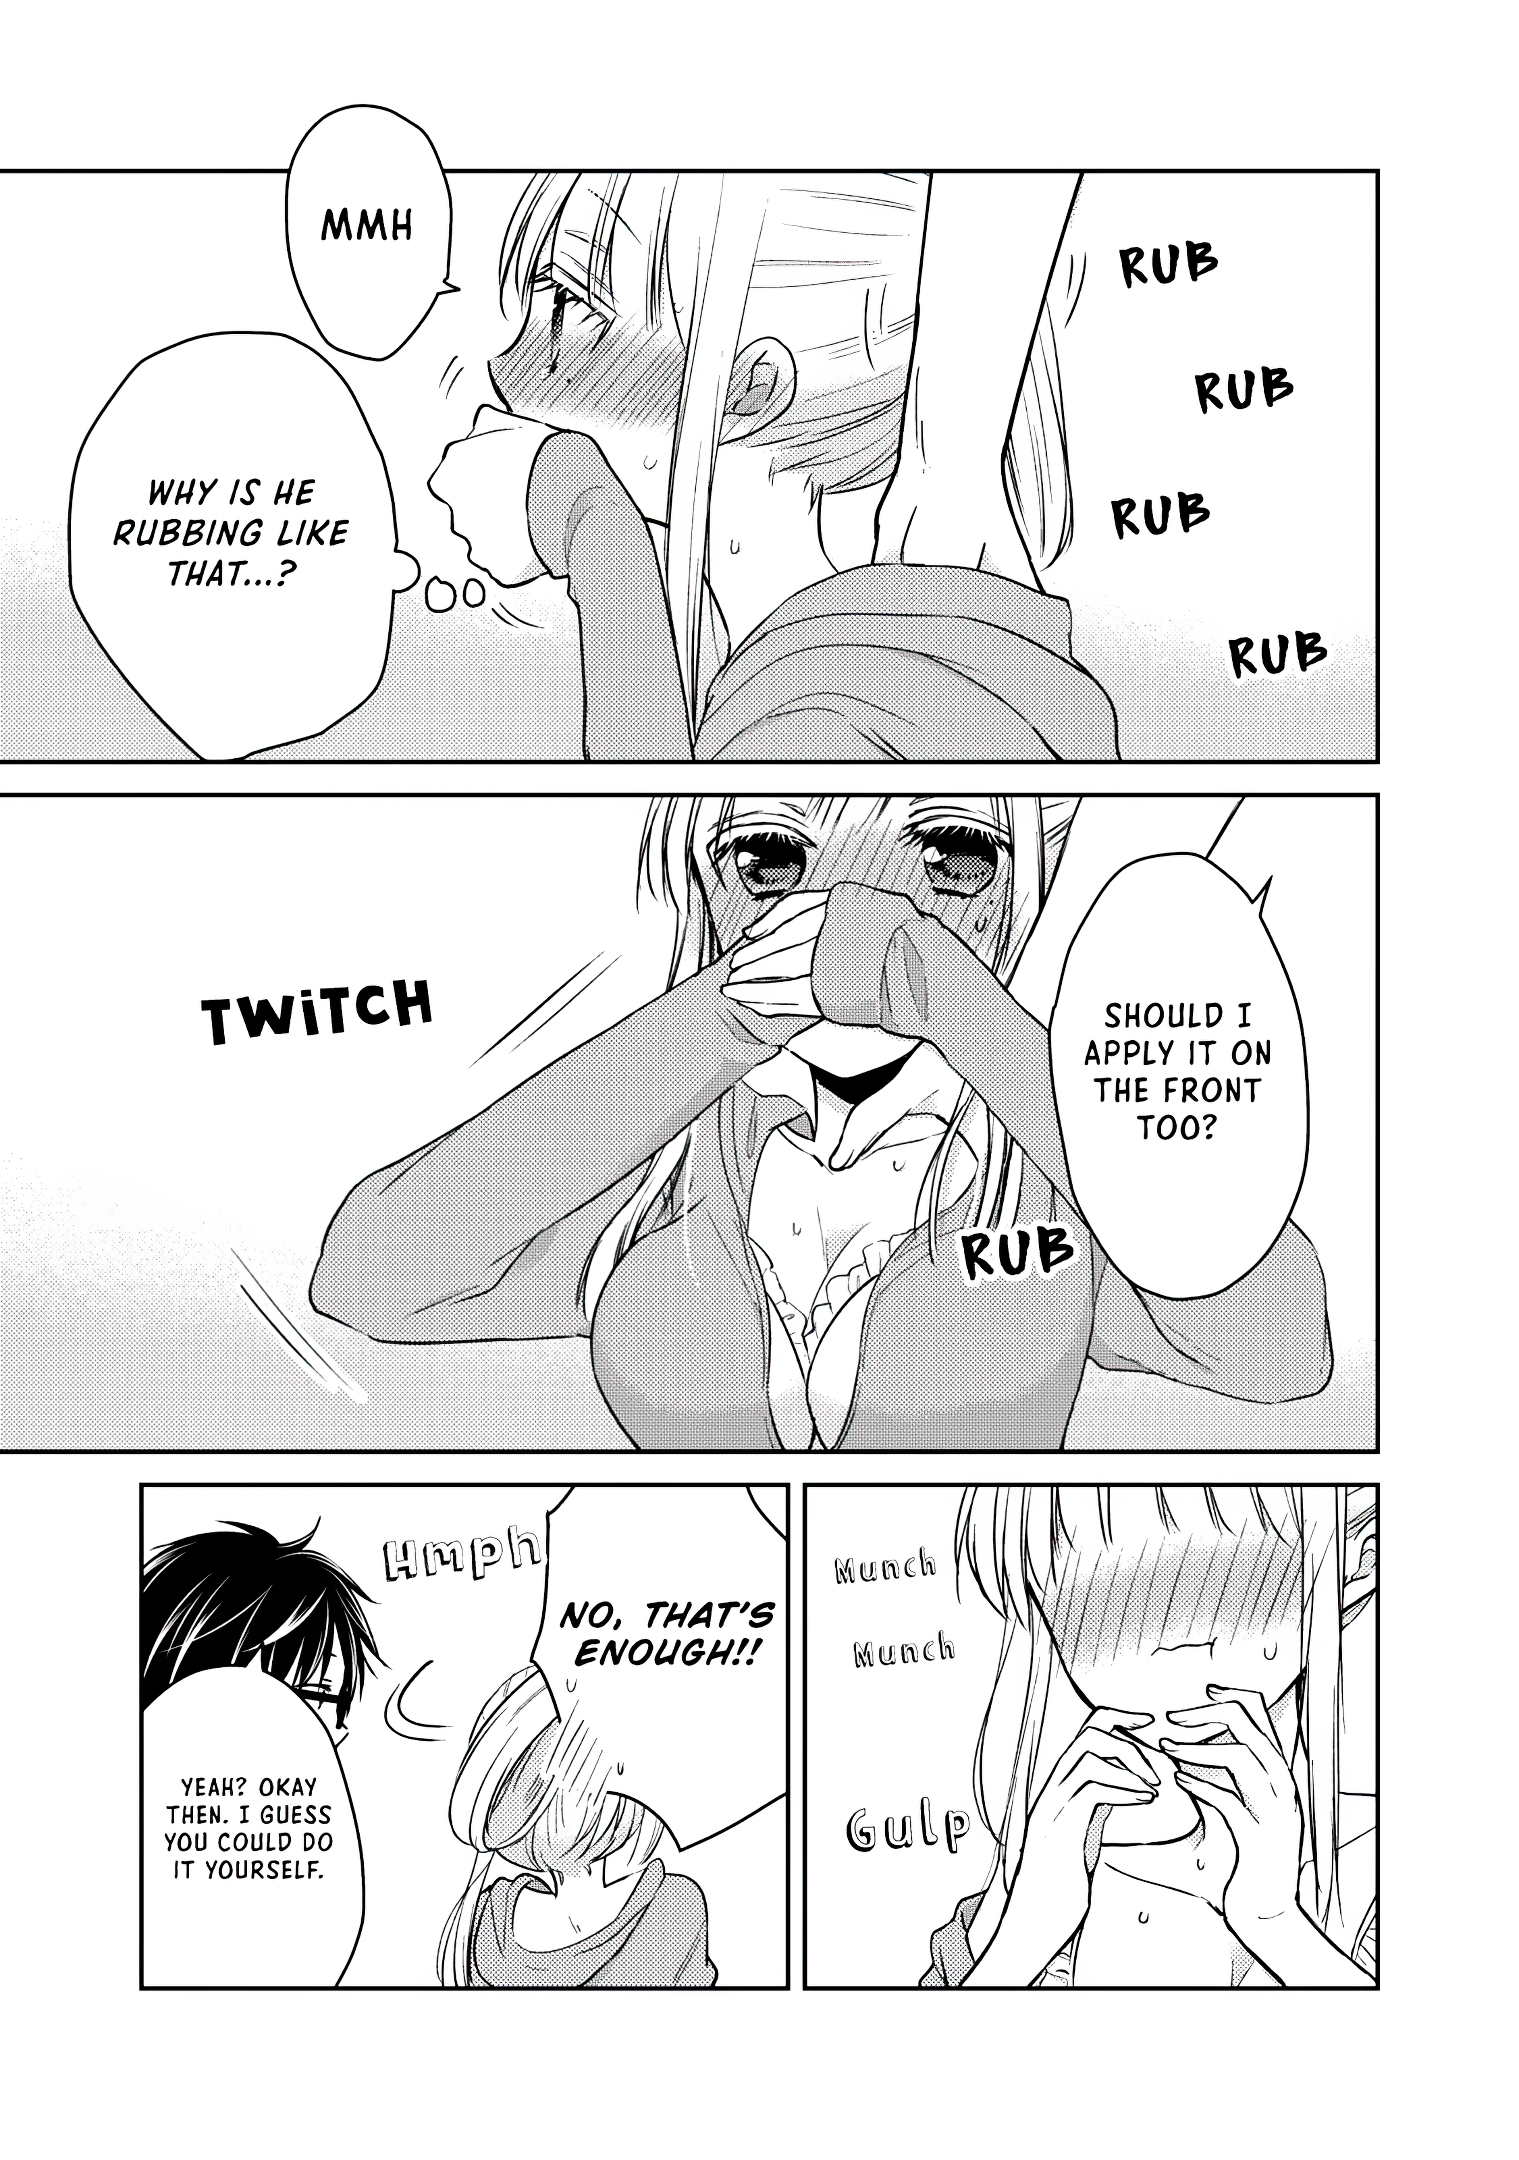 RUB
RUB
RUB
RUB
MMH
WHY IS HE
RUBBING LIKE
THAT...?
SHOULD I
APPLY IT ON
THE FRONT
TOO?
RUB
TWiTCH
Munch
Munch
Gulp
NO, THAT'S
ENOUGH!!
Hmph
YEAH? OKAY
THEN. I GUESS
YOU COULD DO
IT YOURSELF.